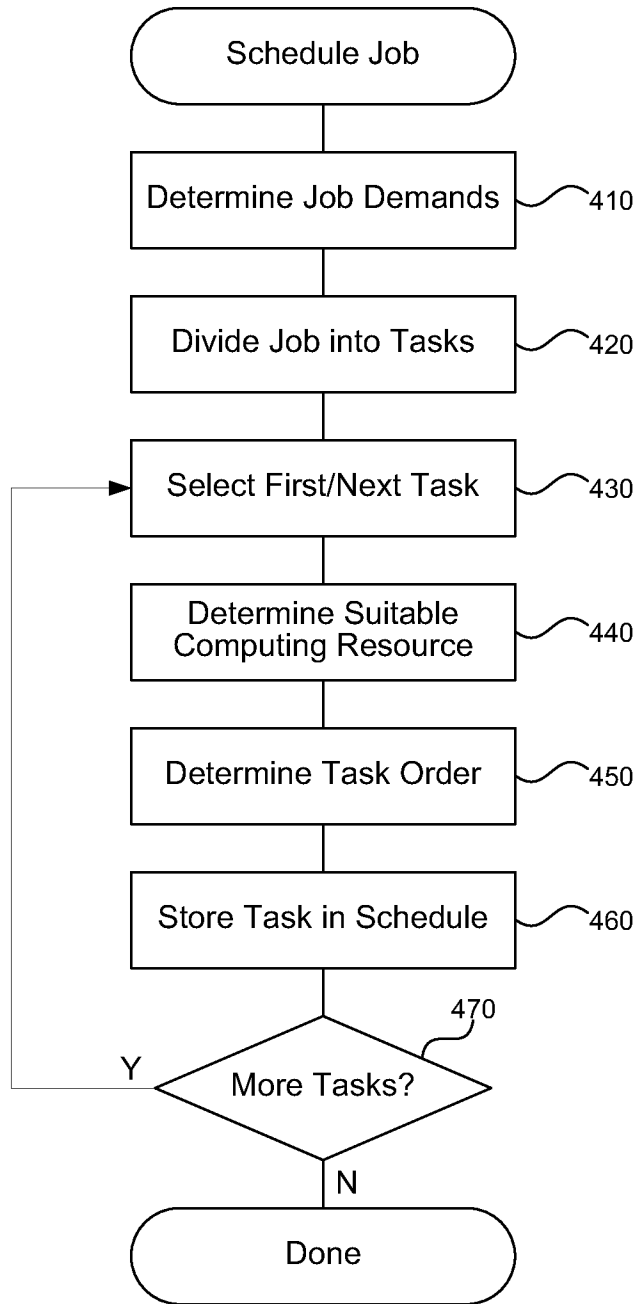 Schedule Job
Determine Job Demands
410
Divide Job into Tasks
420
Select First/Next Task
430
Determine Suitable
Computing Resource
440
Determine Task Order
450
Store Task in Schedule
460
470
Y
More Tasks?
N
Done